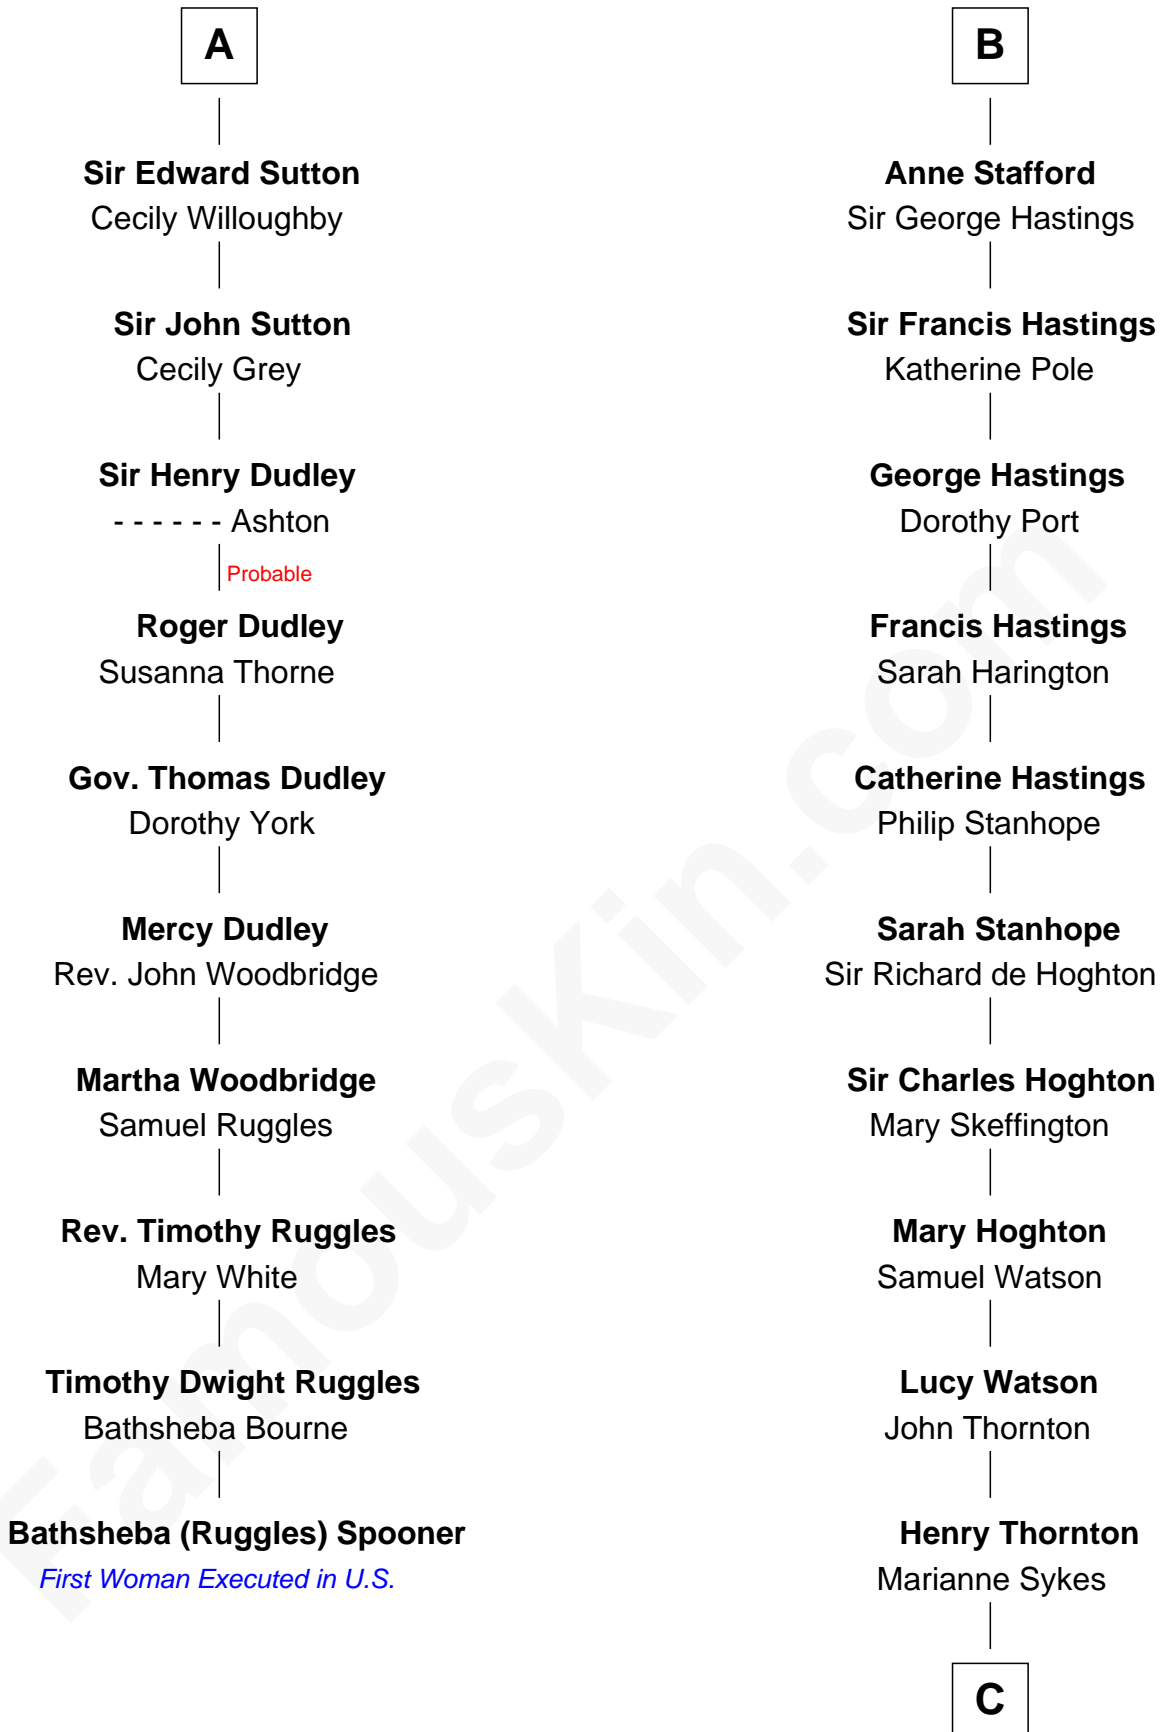 A
Sir Edward Sutton
Cecily Willoughby
Sir John Sutton
Cecily Grey
Sir Henry Dudley
- - - - - - Ashton
Probable
Roger Dudley
Susanna Thorne
Gov. Thomas Dudley
Dorothy York
Mercy Dudley
Rev. John Woodbridge
Martha Woodbridge
Samuel Ruggles
Rev. Timothy Ruggles
Mary White
Timothy Dwight Ruggles
Bathsheba Bourne
Bathsheba (Ruggles) Spooner
First Woman Executed in U.S.
B
Anne Stafford
Sir George Hastings
Sir Francis Hastings
Katherine Pole
George Hastings
Dorothy Port
Francis Hastings
Sarah Harington
Catherine Hastings
Philip Stanhope
Sarah Stanhope
Sir Richard de Hoghton
Sir Charles Hoghton
Mary Skeffington
Mary Hoghton
Samuel Watson
Lucy Watson
John Thornton
Henry Thornton
Marianne Sykes
C
FamousKin.com